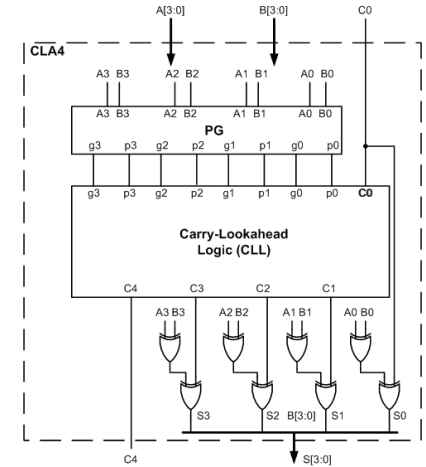 A[3:0] B[3:0] C0
CLA4
A3 B3 A2 B2 A1 B1 A0 B0
A3 B3 A2 B2 A1 B1 A0 B0
PG
g3 p3 g2 p2 g1 p1 g0 p0
g3 p3 g2 p2 g1 p1 g0 p0 C0
Carry-Lookahead
Logic (CLL)
C4 C3 C2 C1
A3 B3 A2 B2 A1 B1 A0 B0
S3 S2 B[3:0] S1 S0
C4 S[3:0]